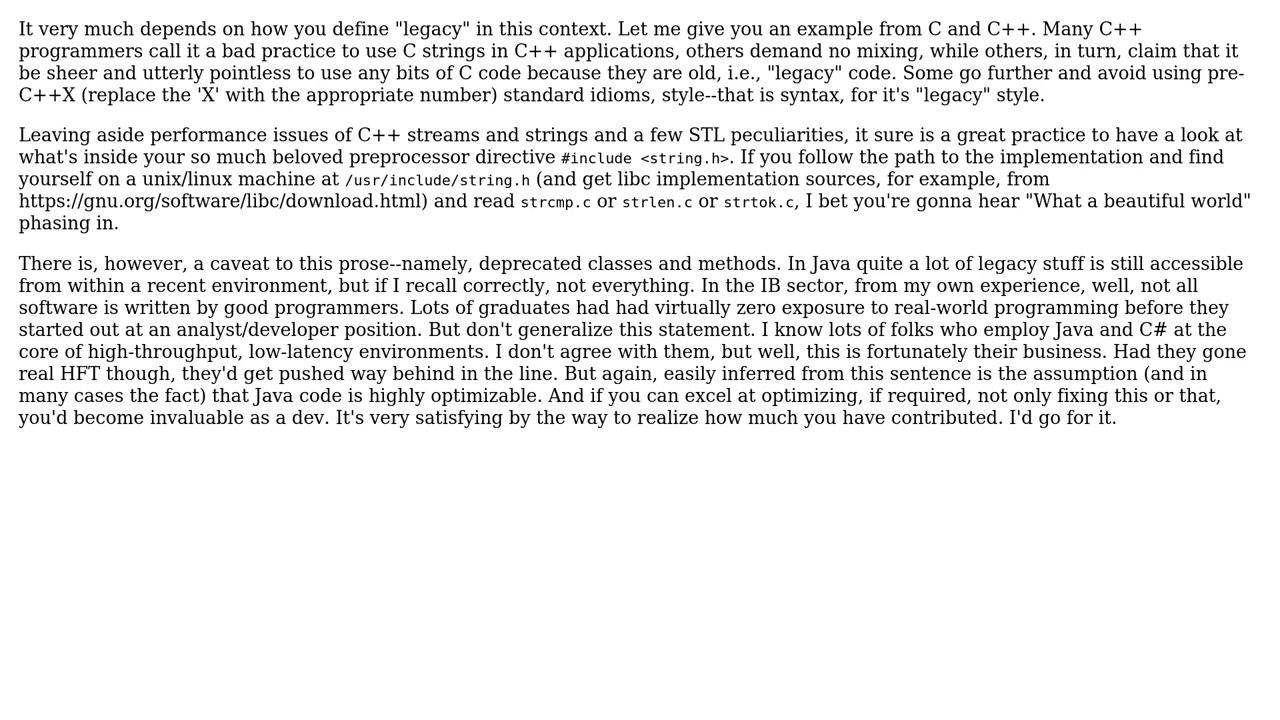 It very much depends on how you define "legacy" in this context. Let me give you an example from C and C++. Many C++
programmers call it a bad practice to use C strings in C++ applications, others demand no mixing, while others, in turn, claim that it
be sheer and utterly pointless to use any bits of C code because they are old, i.e., "legacy" code. Some go further and avoid using pre-
C++X (replace the 'X' with the appropriate number) standard idioms, style--that is syntax, for it's "legacy" style.
Leaving aside performance issues of C++ streams and strings and a few STL peculiarities, it sure is a great practice to have a look at
what's inside your so much beloved preprocessor directive #include <string.h>. If you follow the path to the implementation and find
yourself on a unix/linux machine at /usr/include/string.h (and get libc implementation sources, for example, from
https://gnu.org/software/libc/download.html) and read strcmp.c or strlen.c or strtok.c, I bet you're gonna hear "What a beautiful world"
phasing in.
There is, however, a caveat to this prose--namely, deprecated classes and methods. In Java quite a lot of legacy stuff is still accessible
from within a recent environment, but if I recall correctly, not everything. In the IB sector, from my own experience, well, not all
software is written by good programmers. Lots of graduates had had virtually zero exposure to real-world programming before they
started out at an analyst/developer position. But don't generalize this statement. I know lots of folks who employ Java and C# at the
core of high-throughput, low-latency environments. I don't agree with them, but well, this is fortunately their business. Had they gone
real HFT though, they'd get pushed way behind in the line. But again, easily inferred from this sentence is the assumption (and in
many cases the fact) that Java code is highly optimizable. And if you can excel at optimizing, if required, not only fixing this or that,
you'd become invaluable as a dev. It's very satisfying by the way to realize how much you have contributed. I'd go for it.